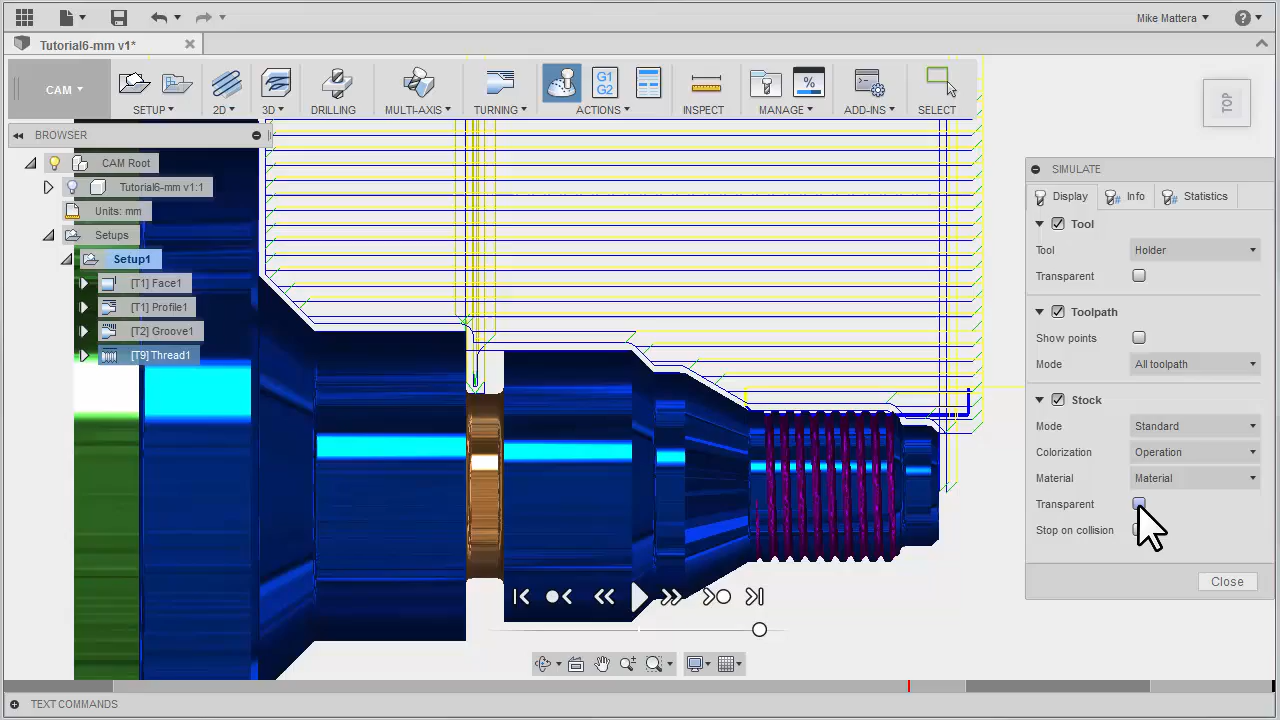 Mike Mattera
Tutorial6-mm v1*
CAM
SETUP
2D
3D
DRILLING
MULTI-AXIS
TURNING
G1
G2
ACTIONS
INSPECT
%
MANAGE
ADD-INS
SELECT
TOP
BROWSER
CAM Root
Tutorial6-mm v1:1
Units: mm
Setups
Setup1
[T1] Face1
[T1] Profile1
[T2] Groove1
[T9] Thread1
SIMULATE
Display
Info
Statistics
Tool
Tool
Holder
Transparent
Toolpath
Show points
Mode
All toolpath
Stock
Mode
Standard
Colorization
Operation
Material
Material
Transparent
Stop on collision
Close
TEXT COMMANDS